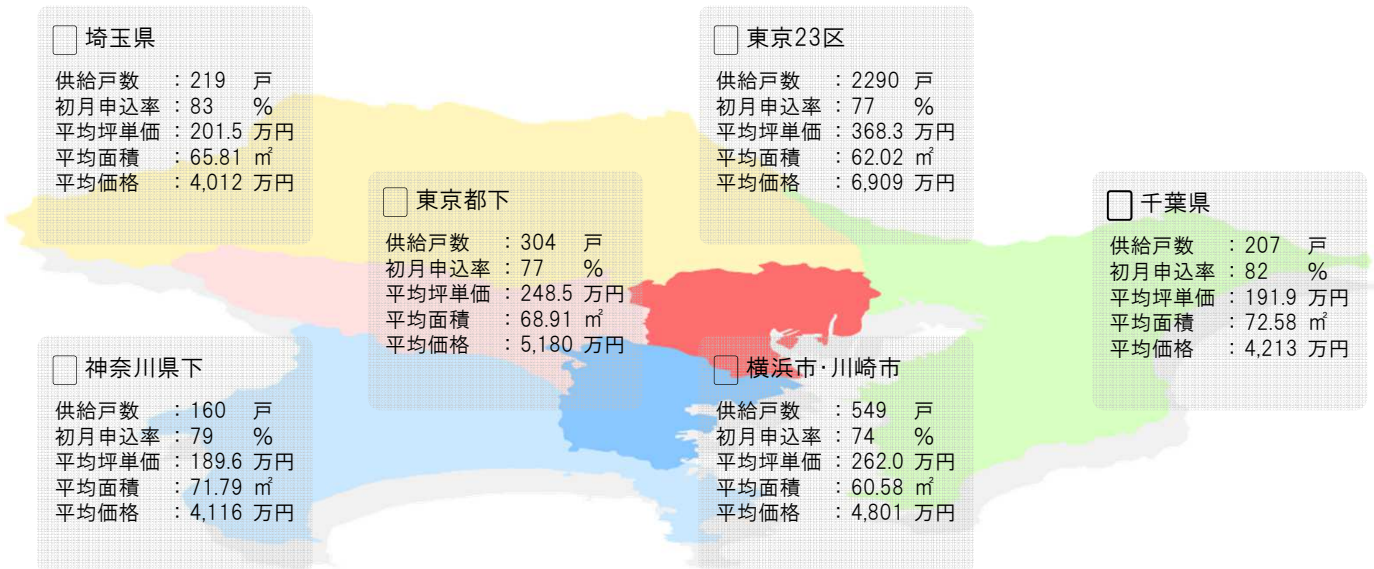 埼玉県
供給戸数 : 219 戸
初月申込率 : 83 %
平均坪単価 : 201.5 万円
平均面積 : 65.81 ㎡
平均価格 : 4,012 万円
東京23区
供給戸数 : 2290 戸
初月申込率 : 77 %
平均坪単価 : 368.3 万円
平均面積 : 62.02 ㎡
平均価格 : 6,909 万円
東京都下
供給戸数 : 304 戸
初月申込率 : 77 %
平均坪単価 : 248.5 万円
平均面積 : 68.91 ㎡
平均価格 : 5,180 万円
千葉県
供給戸数 : 207 戸
初月申込率 : 82 %
平均坪単価 : 191.9 万円
平均面積 : 72.58 ㎡
平均価格 : 4,213 万円
神奈川県下
供給戸数 : 160 戸
初月申込率 : 79 %
平均坪単価 : 189.6 万円
平均面積 : 71.79 ㎡
平均価格 : 4,116 万円
横浜市・川崎市
供給戸数 : 549 戸
初月申込率 : 74 %
平均坪単価 : 262.0 万円
平均面積 : 60.58 ㎡
平均価格 : 4,801 万円